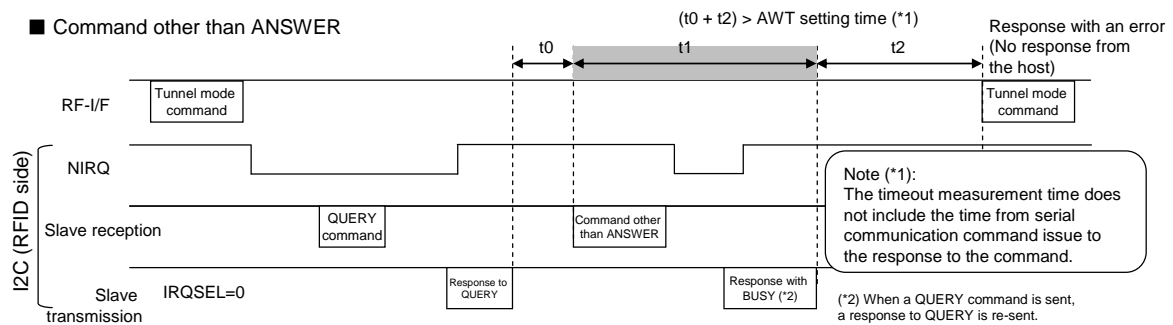 ■ Command other than ANSWER
(t0 + t2) > AWT setting time (*1)
Response with an error
(No response from
the host)
t0
t1
t2
RF-I/F
Tunnel mode
command
Tunnel mode
command
I2C (RFID side)
NIRQ
Note (*1):
The timeout measurement time does
not include the time from serial
communication command issue to
the response to the command.
Slave reception
QUERY
command
Command other
than ANSWER
Slave
transmission
IRQSEL=0
Response to
QUERY
Response with
BUSY (*2)
(*2) When a QUERY command is sent,
a response to QUERY is re-sent.